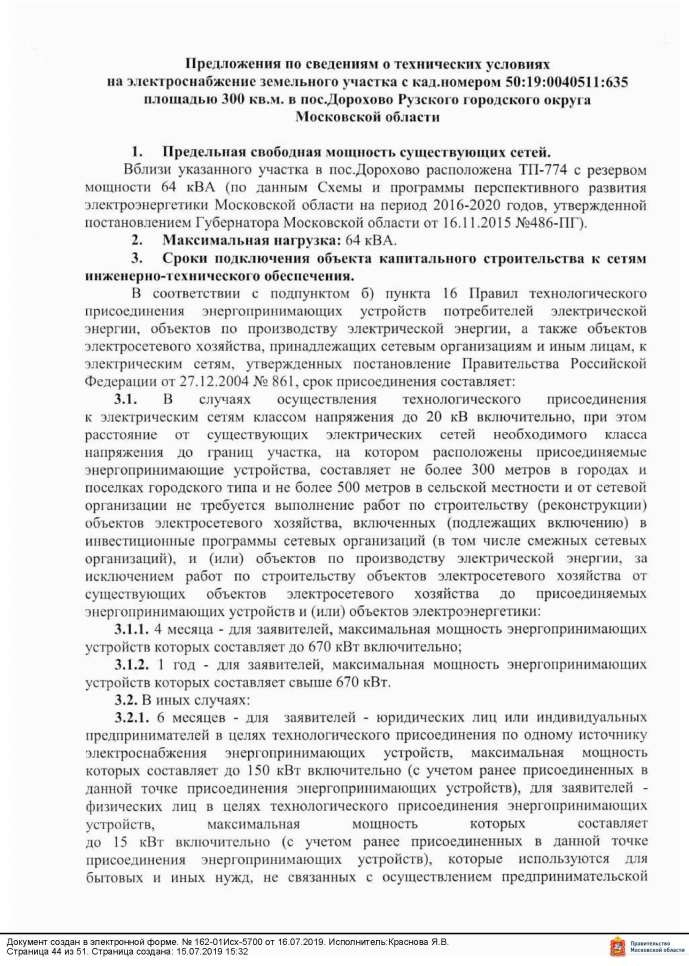 Предложения по сведениям о технических условиях
на электроснабжение земельного участка с кад.номером 50:19:0040511:635
площадью 300 кв.м. в пос.Дорохово Рузского городского округа
Московской области
1. Предельная свободная мощность существующих сетей.
Вблизи указанного участка в пос.Дорохово расположена ТП-774 с резервом
мощности 64 кВА (по данным Схемы и программы перспективного развития
электроэнергетики Московской области на период 2016-2020 годов, утвержденной
постановлением Губернатора Московской области от 16.11.2015 №486-ПГ).
2. Максимальная нагрузка: 64 кВА.
3. Сроки подключения объекта капитального строительства к сетям
инженерно-технического обеспечения.
В соответствии с подпунктом б) пункта 16 Правил технологического
присоединения энергопринимающих устройств потребителей электрической
энергии, объектов по производству электрической энергии, а также объектов
электросетевого хозяйства, принадлежащих сетевым организациям и иным лицам, к
электрическим сетям, утвержденных постановление Правительства Российской
Федерации от 27.12.2004 № 861, срок присоединения составляет:
3.1. В случаях осуществления технологического присоединения
к электрическим сетям классом напряжения до 20 кВ включительно, при этом
расстояние от существующих электрических сетей необходимого класса
напряжения до границ участка, на котором расположены присоединяемые
энергопринимающие устройства, составляет не более 300 метров в городах и
поселках городского типа и не более 500 метров в сельской местности и от сетевой
организации не требуется выполнение работ по строительству (реконструкции)
объектов электросетевого хозяйства, включенных (подлежащих включению) в
инвестиционные программы сетевых организаций (в том числе смежных сетевых
организаций), и (или) объектов по производству электрической энергии, за
исключением работ по строительству объектов электросетевого хозяйства от
существующих объектов электросетевого хозяйства до присоединяемых
энергопринимающих устройств и (или) объектов электроэнергетики:
3.1.1. 4 месяца - для заявителей, максимальная мощность энергопринимающих
устройств которых составляет до 670 кВт включительно;
3.1.2. 1 год - для заявителей, максимальная мощность энергопринимающих
устройств которых составляет свыше 670 кВт.
3.2. В иных случаях:
3.2.1. 6 месяцев - для заявителей - юридических лиц или индивидуальных
предпринимателей в целях технологического присоединения по одному источнику
электроснабжения энергопринимающих устройств, максимальная мощность
которых составляет до 150 кВт включительно (с учетом ранее присоединенных в
данной точке присоединения энергопринимающих устройств), для заявителей -
физических лиц в целях технологического присоединения энергопринимающих
устройств, максимальная мощность которых составляет
до 15 кВт включительно (с учетом ранее присоединенных в данной точке
присоединения энергопринимающих устройств), которые используются для
бытовых и иных нужд, не связанных с осуществлением предпринимательской
Документ создан в электронной форме. № 162-01Исх-5700 от 16.07.2019. Исполнитель:Краснова Я.В.
Страница 44 из 51. Страница создана: 15.07.2019 15:32
Правительство
Московской области